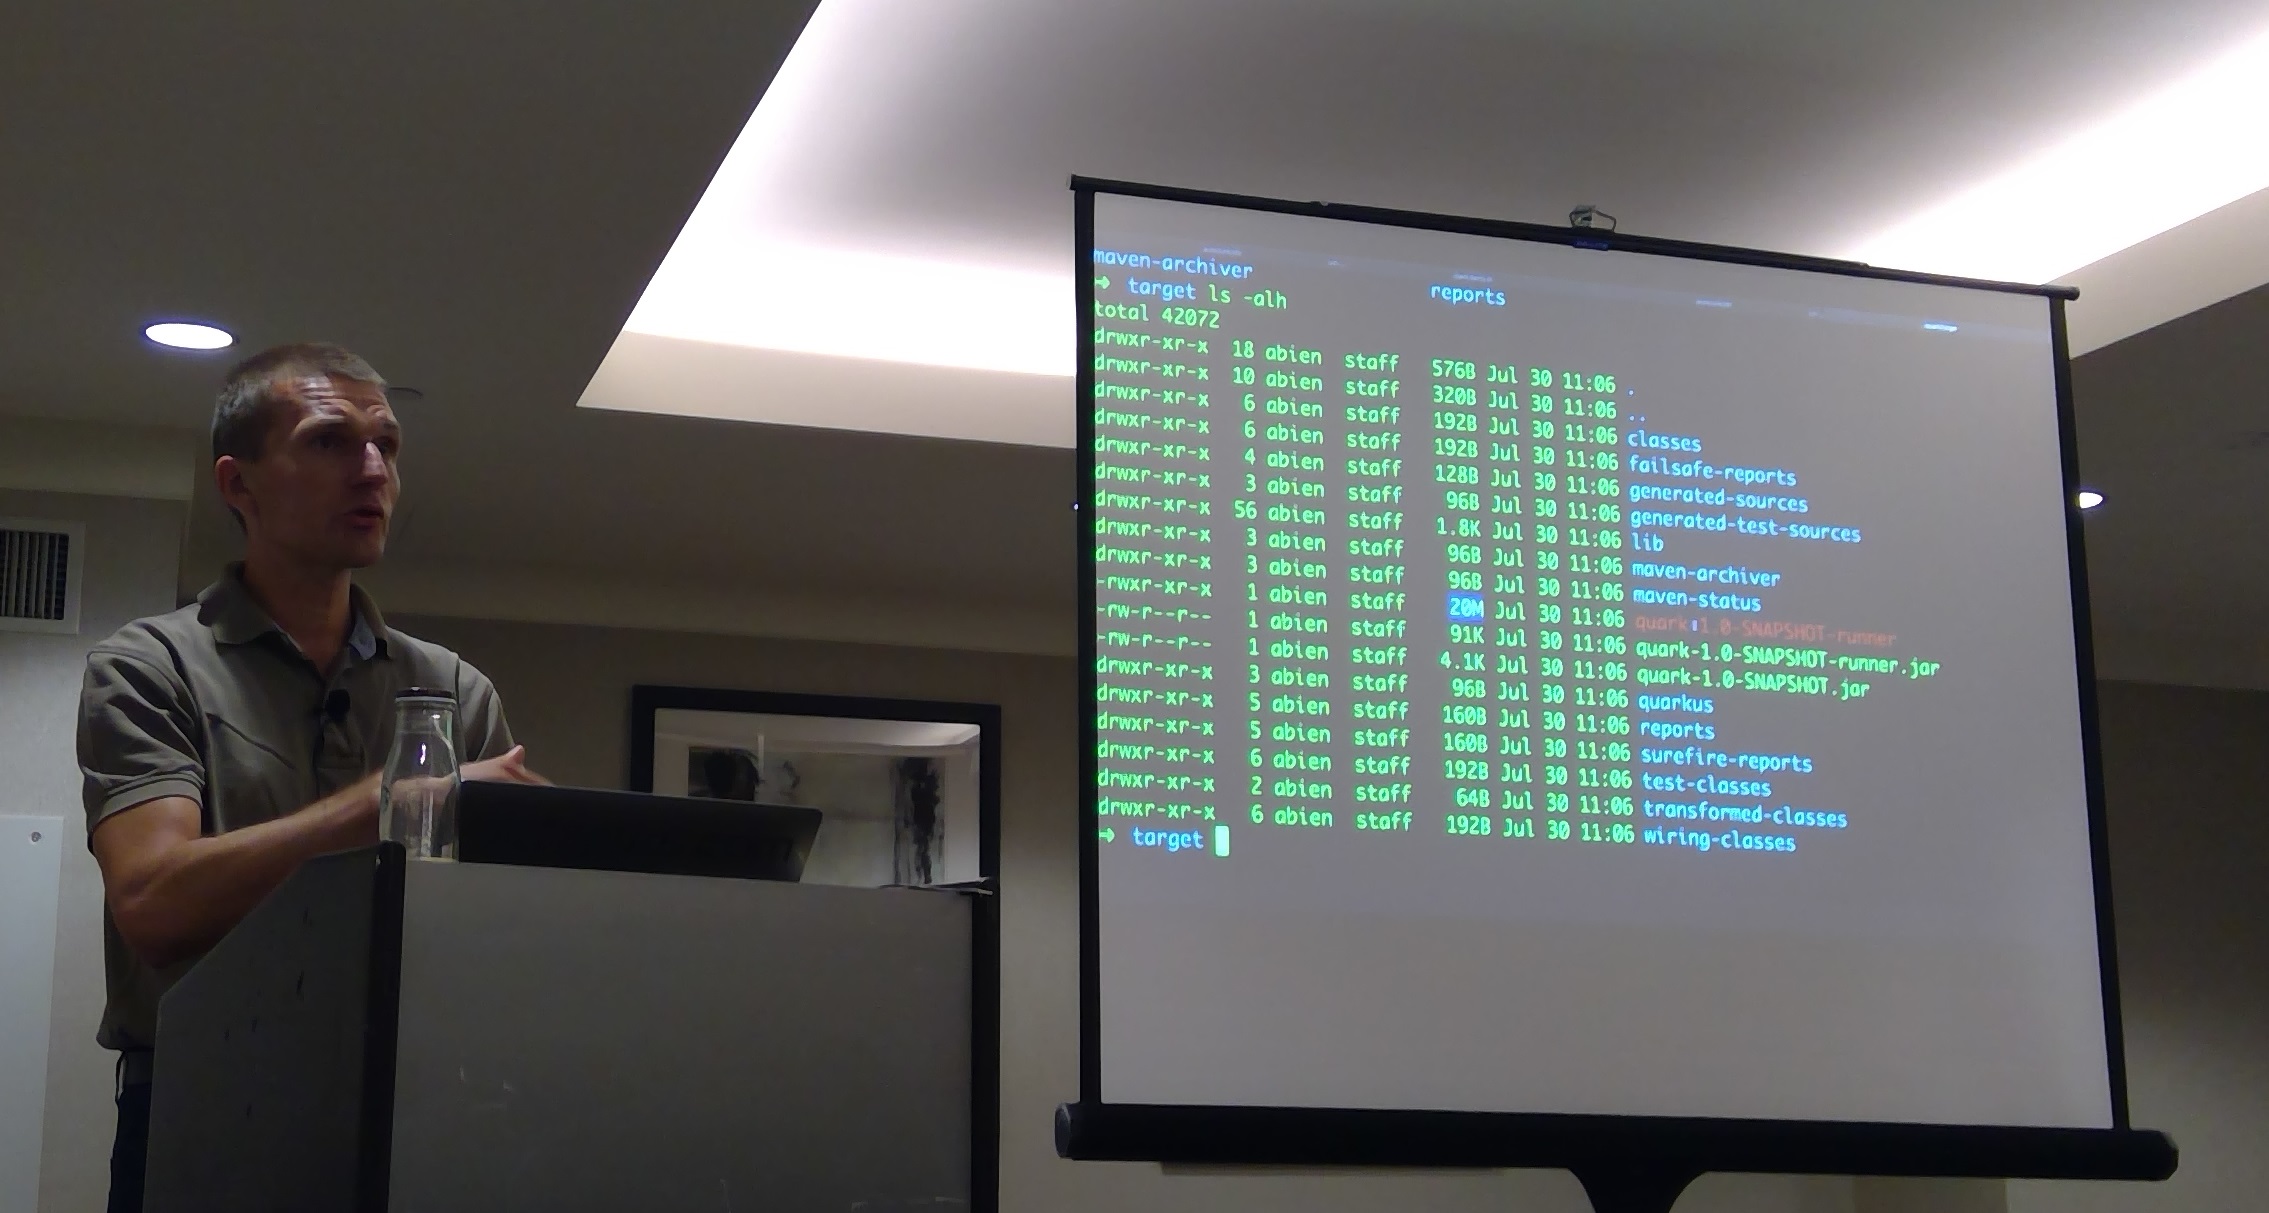 maven-archiver reports
➜ target ls -alh
total 42072
drwxr-xr-x 18 abien staff 576B Jul 30 11:06 .
drwxr-xr-x 10 abien staff 320B Jul 30 11:06 ..
drwxr-xr-x 6 abien staff 192B Jul 30 11:06 classes
drwxr-xr-x 6 abien staff 192B Jul 30 11:06 failsafe-reports
drwxr-xr-x 4 abien staff 128B Jul 30 11:06 generated-sources
drwxr-xr-x 3 abien staff 96B Jul 30 11:06 generated-test-sources
drwxr-xr-x 56 abien staff 1.8K Jul 30 11:06 lib
drwxr-xr-x 3 abien staff 96B Jul 30 11:06 maven-archiver
drwxr-xr-x 3 abien staff 96B Jul 30 11:06 maven-status
-rwxr-xr-x 1 abien staff 20M Jul 30 11:06 quark-1.0-SNAPSHOT-runner
-rw-r--r-- 1 abien staff 91K Jul 30 11:06 quark-1.0-SNAPSHOT-runner.jar
-rw-r--r-- 1 abien staff 4.1K Jul 30 11:06 quark-1.0-SNAPSHOT.jar
drwxr-xr-x 3 abien staff 96B Jul 30 11:06 quarkus
drwxr-xr-x 5 abien staff 160B Jul 30 11:06 reports
drwxr-xr-x 5 abien staff 160B Jul 30 11:06 surefire-reports
drwxr-xr-x 6 abien staff 192B Jul 30 11:06 test-classes
drwxr-xr-x 2 abien staff 64B Jul 30 11:06 transformed-classes
drwxr-xr-x 6 abien staff 192B Jul 30 11:06 wiring-classes
➜ target